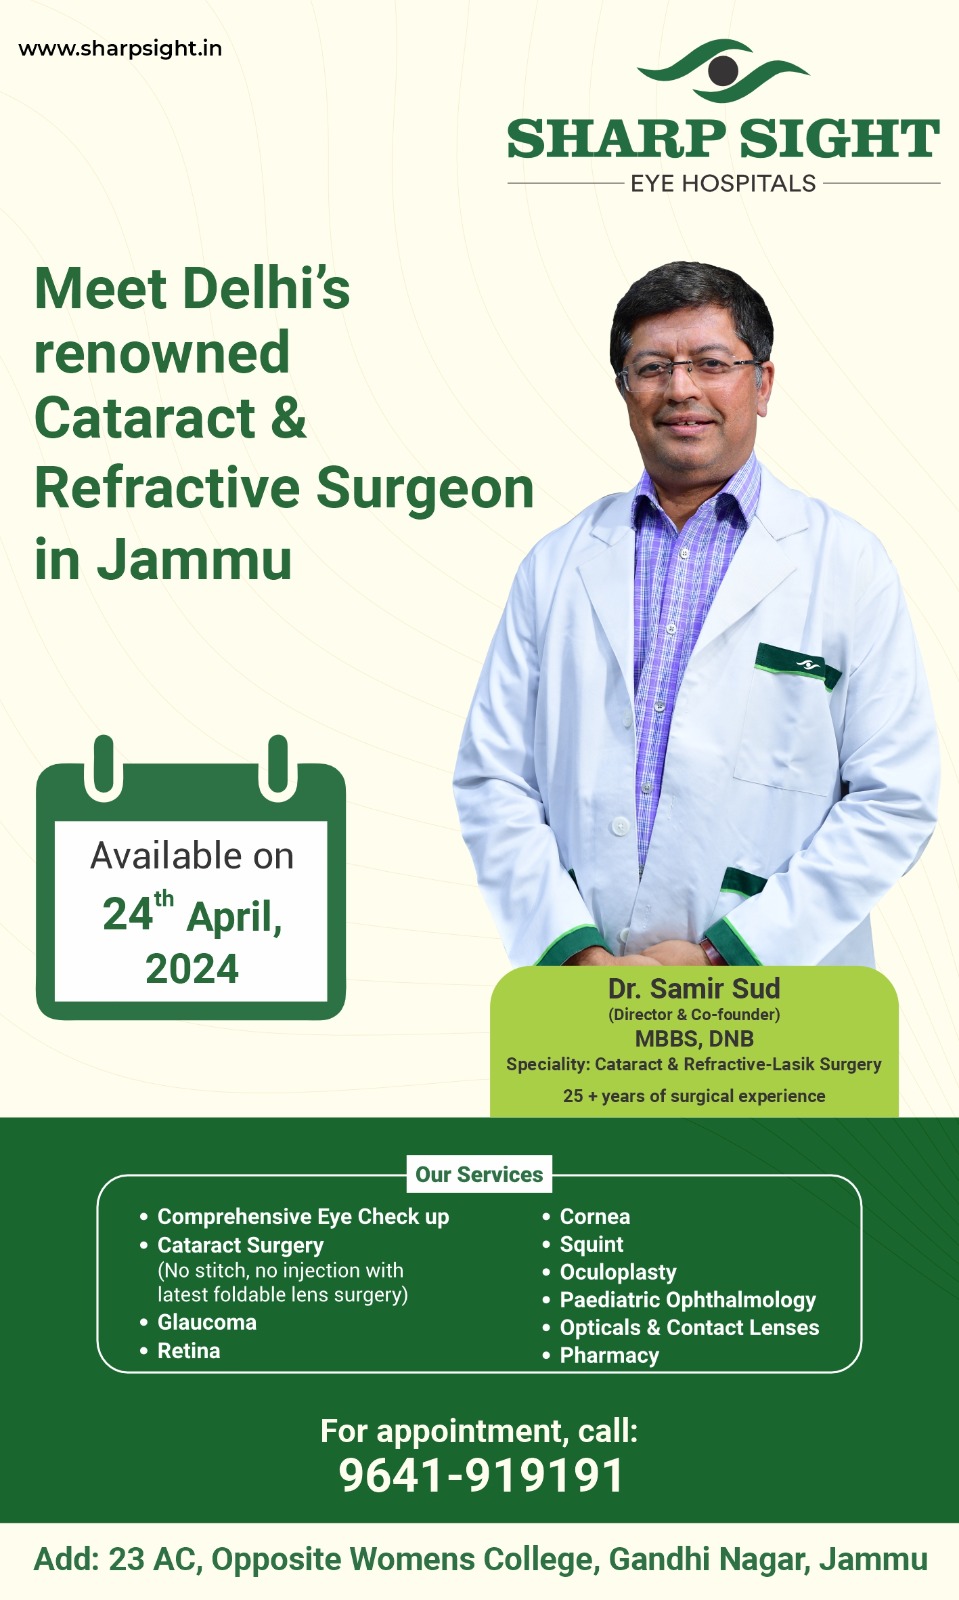 www.sharpsight.in
SHARP SIGHT
EYE HOSPITALS
Meet Delhi’s
renowned
Cataract &
Refractive Surgeon
in Jammu
Available on
24th April,
2024
Dr. Samir Sud
(Director & Co-founder)
MBBS, DNB
Speciality: Cataract & Refractive-Lasik Surgery
25 + years of surgical experience
Our Services
• Comprehensive Eye Check up
• Cataract Surgery
(No stitch, no injection with
latest foldable lens surgery)
• Glaucoma
• Retina
• Cornea
• Squint
• Oculoplasty
• Paediatric Ophthalmology
• Opticals & Contact Lenses
• Pharmacy
For appointment, call:
9641-919191
Add: 23 AC, Opposite Womens College, Gandhi Nagar, Jammu